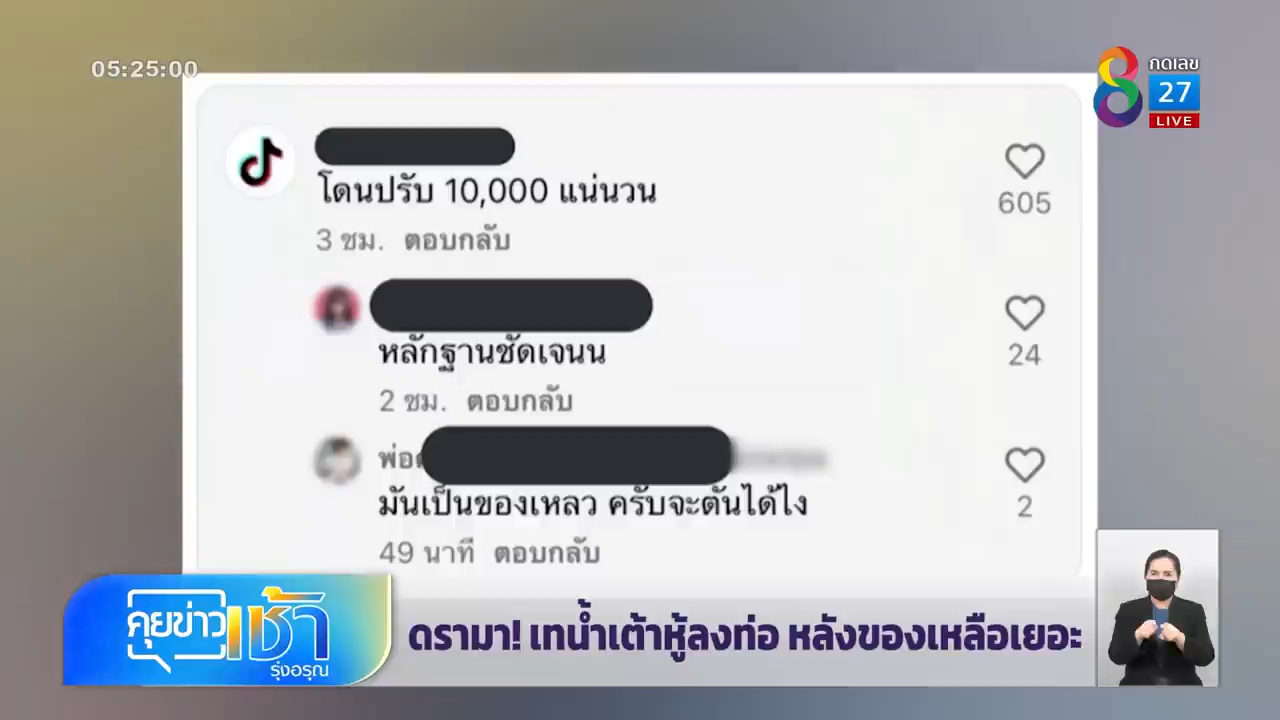 05:25:00
กดเลข
8
27
LIVE
โดนปรับ 10,000 แน่นวน
605
3 ชม. ตอบกลับ
หลักฐานชัดเจนน
24
2 ชม. ตอบกลับ
มันเป็นของเหลว ครับจะตันได้ไง
2
49 นาที ตอบกลับ
คุยข่าวเช้า
รุ่งอรุณ
ดรามา! เทน้ำเต้าหู้ลงท่อ หลังของเหลือเยอะ